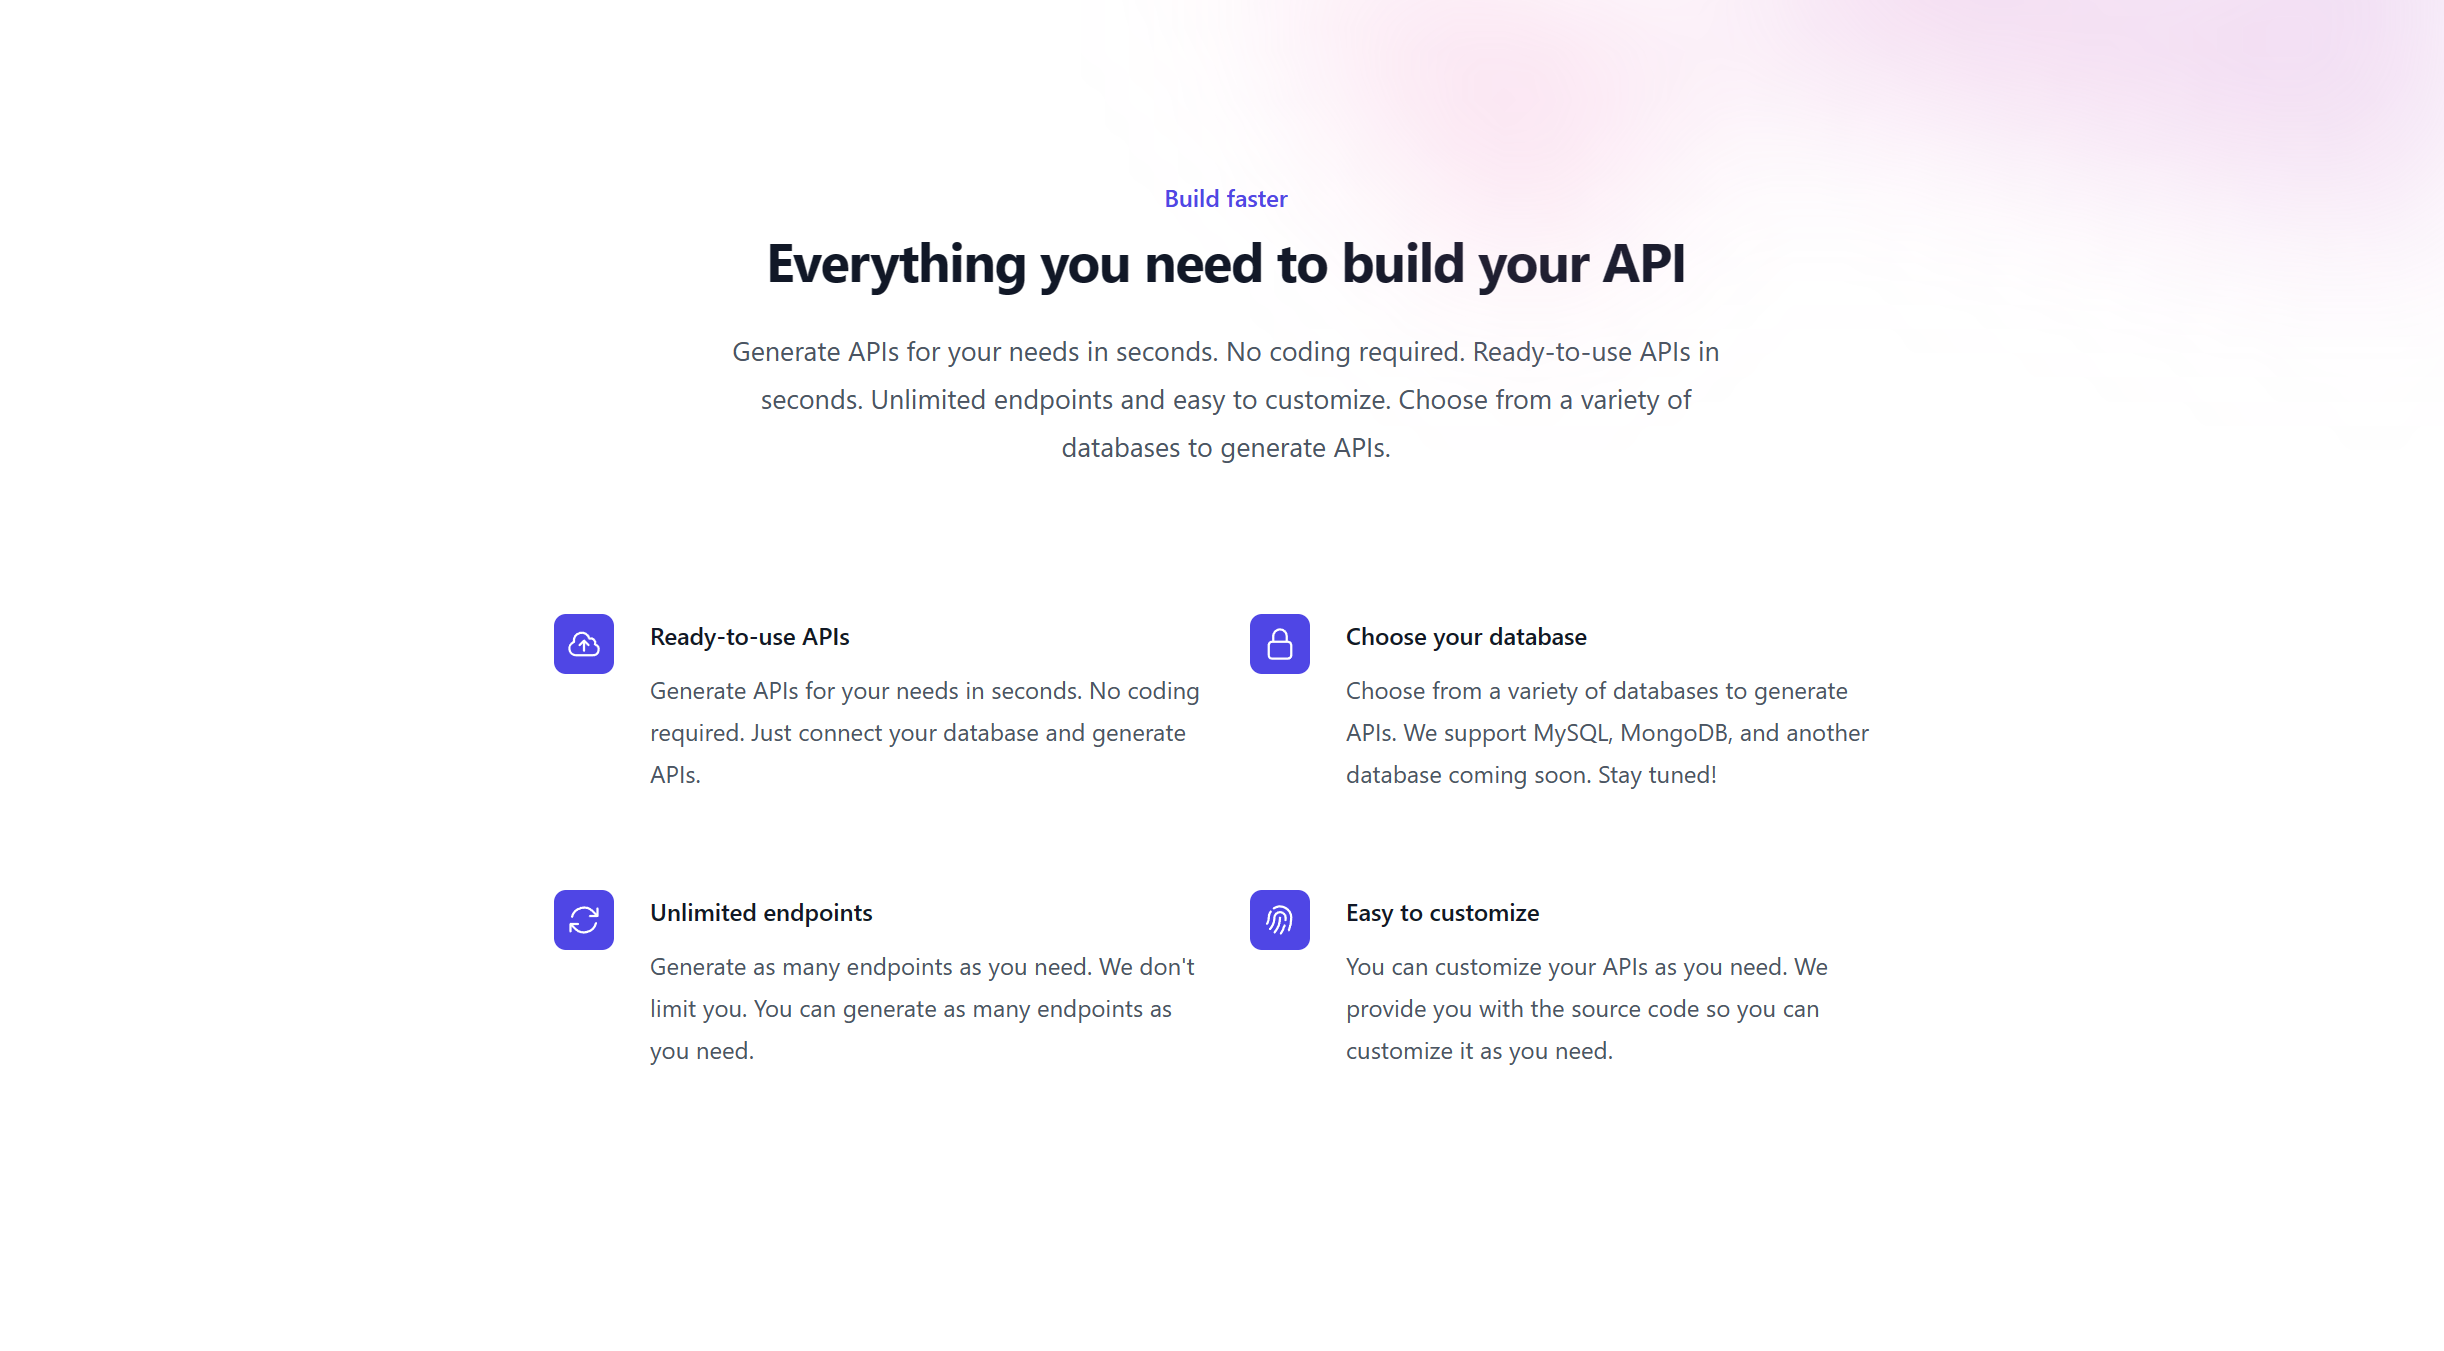 Build faster
Everything you need to build your API
Generate APIs for your needs in seconds. No coding required. Ready-to-use APIs in
seconds. Unlimited endpoints and easy to customize. Choose from a variety of
databases to generate APIs.
Ready-to-use APIs
Generate APIs for your needs in seconds. No coding
required. Just connect your database and generate
APIs.
Choose your database
Choose from a variety of databases to generate
APIs. We support MySQL, MongoDB, and another
database coming soon. Stay tuned!
Unlimited endpoints
Generate as many endpoints as you need. We don't
limit you. You can generate as many endpoints as
you need.
Easy to customize
You can customize your APIs as you need. We
provide you with the source code so you can
customize it as you need.